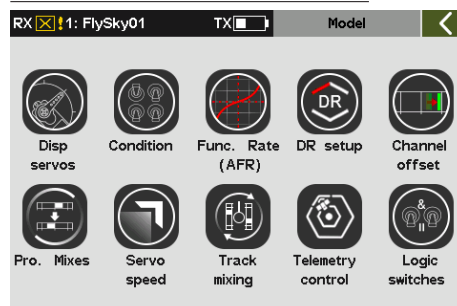 RX ! 1: FlySky01 TX Model
DR
Disp Condition Func. Rate DR setup Channel
servos (AFR) offset
&
II
Pro. Mixes Servo Track Telemetry Logic
speed mixing control switches